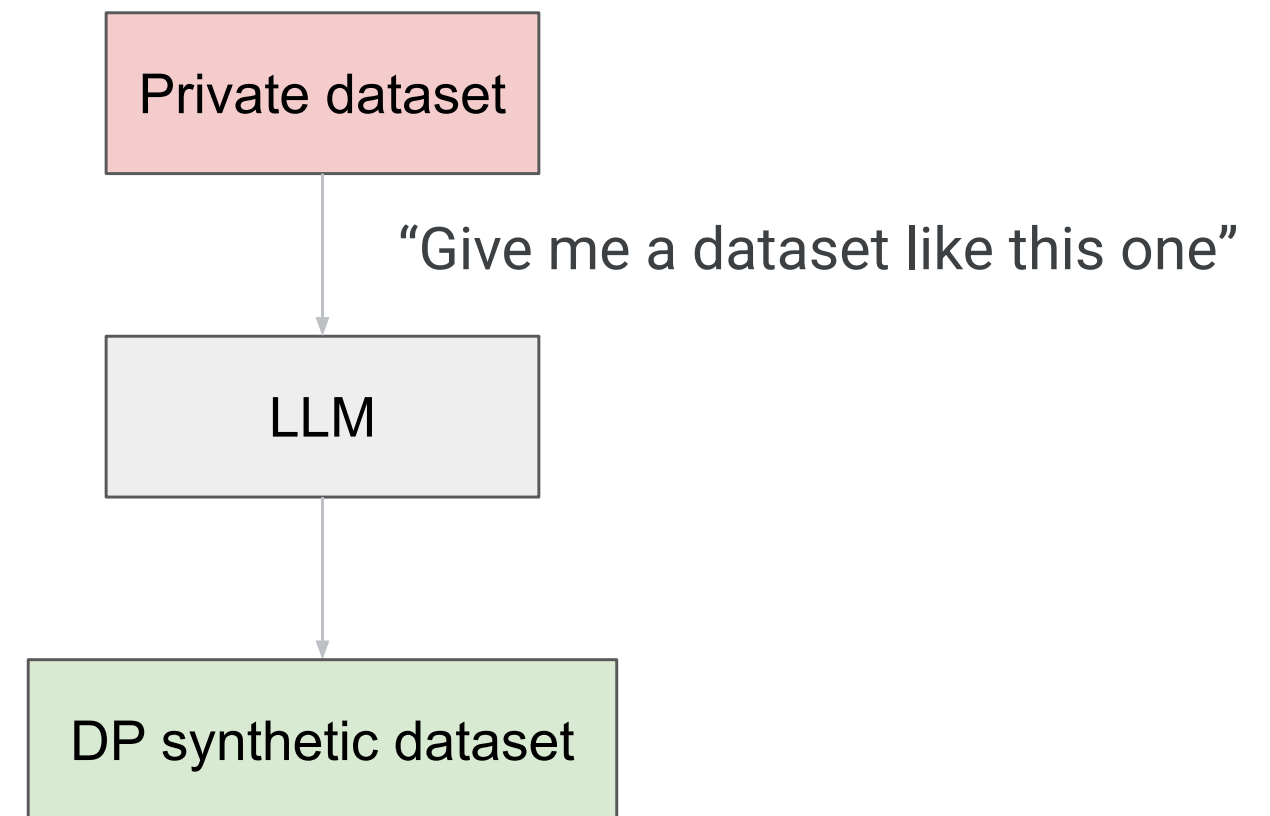 Private dataset
“Give me a dataset like this one”
LLM
DP synthetic dataset